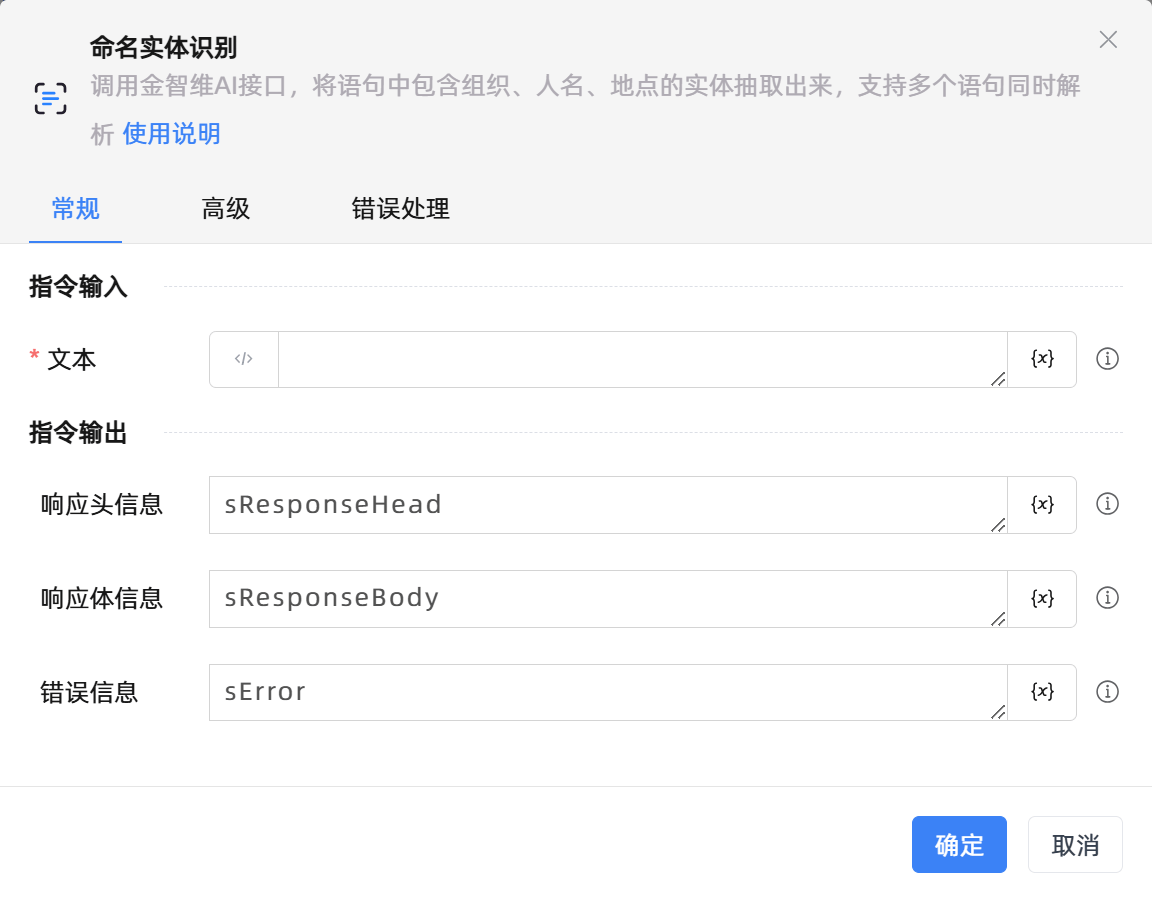 命名实体识别
调用金智维AI接口，将语句中包含组织、人名、地点的实体抽取出来，支持多个语句同时解
析 使用说明
常规 高级 错误处理
指令输入
* 文本 </> {x}
指令输出
响应头信息 sResponseHead {x}
响应体信息 sResponseBody {x}
错误信息 sError {x}
确定 取消